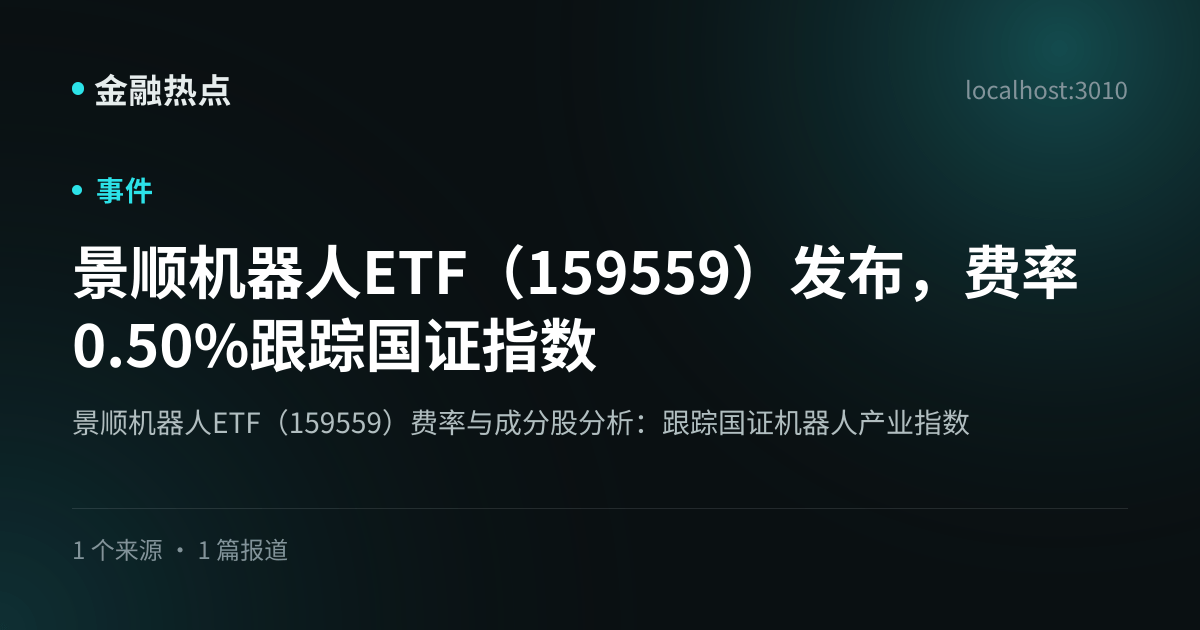 金融热点
localhost:3010
事件
景顺机器人ETF（159559）发布，费率
0.50%跟踪国证指数
景顺机器人ETF（159559）费率与成分股分析：跟踪国证机器人产业指数
1 个来源 · 1 篇报道